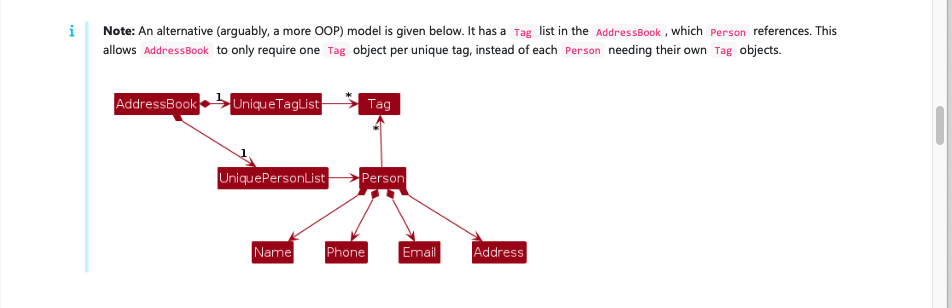 i
Note: An alternative (arguably, a more OOP) model is given below. It has a Tag list in the AddressBook , which Person references. This
allows AddressBook to only require one Tag object per unique tag, instead of each Person needing their own Tag objects.
AddressBook 1 UniqueTagList * Tag
*
1
UniquePersonList Person
Name Phone Email Address